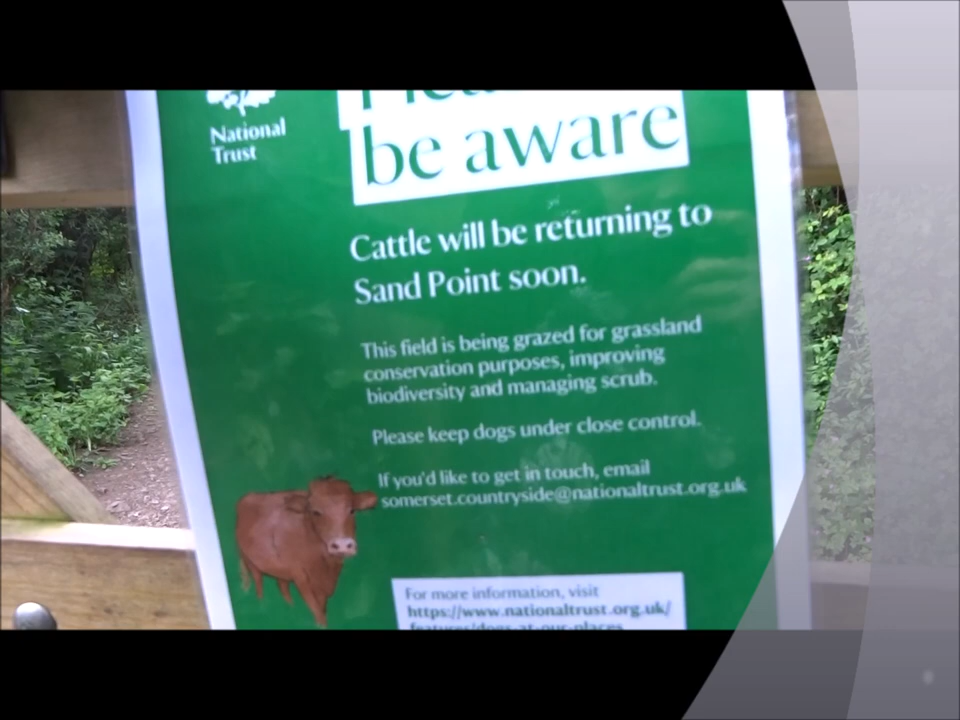 National
Trust
be aware
Cattle will be returning to
Sand Point soon.
This field is being grazed for grassland
conservation purposes, improving
biodiversity and managing scrub.
Please keep dogs under close control.
If you'd like to get in touch, email
somerset.countryside@nationaltrust.org.uk
For more information, visit
https://www.nationaltrust.org.uk/
features/dogs-at-our-places